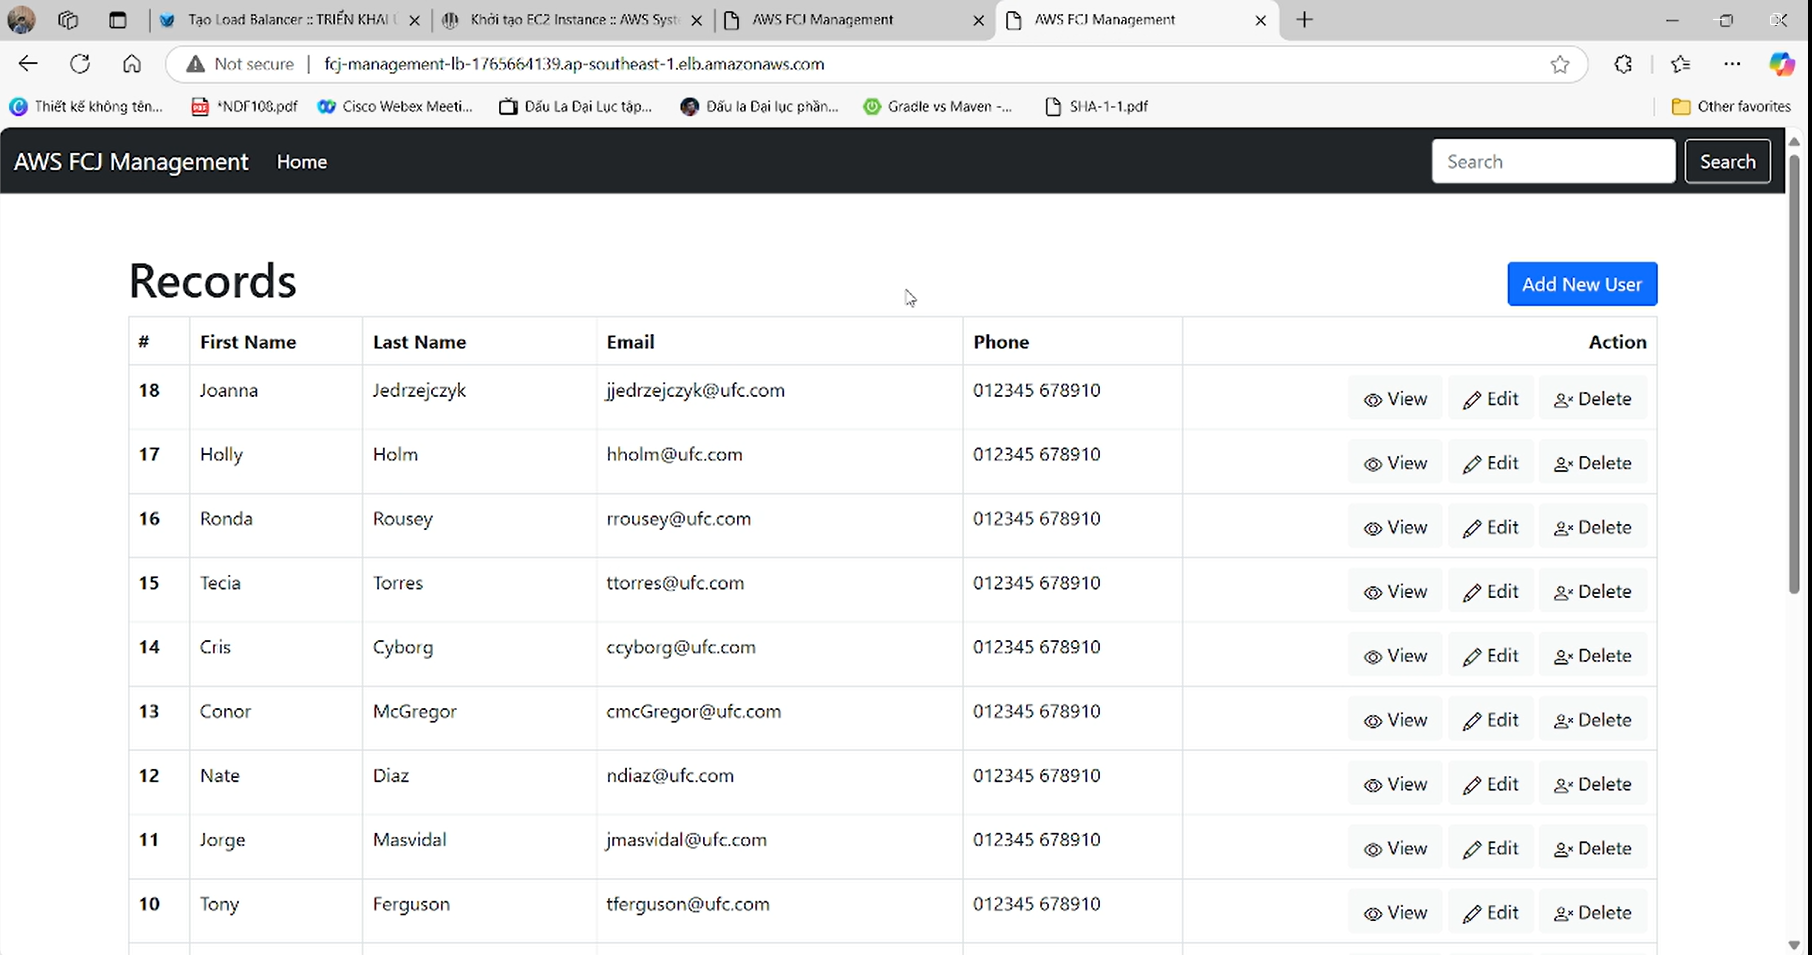 Tạo Load Balancer :: TRIỂN KHAI
Khởi tạo EC2 Instance :: AWS Syst
AWS FCJ Management
AWS FCJ Management
Not secure
fcj-management-lb-1765664139.ap-southeast-1.elb.amazonaws.com
Thiết kế không tên...
*NDF108.pdf
Cisco Webex Meeti...
Đấu La Đại Lục tập...
Đấu la Đại lục phần...
Gradle vs Maven -...
SHA-1-1.pdf
Other favorites
AWS FCJ Management
Home
Search
Search
Records
Add New User
# First Name Last Name Email Phone Action
18 Joanna Jedrzejczyk jjedrzejczyk@ufc.com 012345 678910 View Edit Delete
17 Holly Holm hholm@ufc.com 012345 678910 View Edit Delete
16 Ronda Rousey rrousey@ufc.com 012345 678910 View Edit Delete
15 Tecia Torres ttorres@ufc.com 012345 678910 View Edit Delete
14 Cris Cyborg ccyborg@ufc.com 012345 678910 View Edit Delete
13 Conor McGregor cmcGregor@ufc.com 012345 678910 View Edit Delete
12 Nate Diaz ndiaz@ufc.com 012345 678910 View Edit Delete
11 Jorge Masvidal jmasvidal@ufc.com 012345 678910 View Edit Delete
10 Tony Ferguson tferguson@ufc.com 012345 678910 View Edit Delete